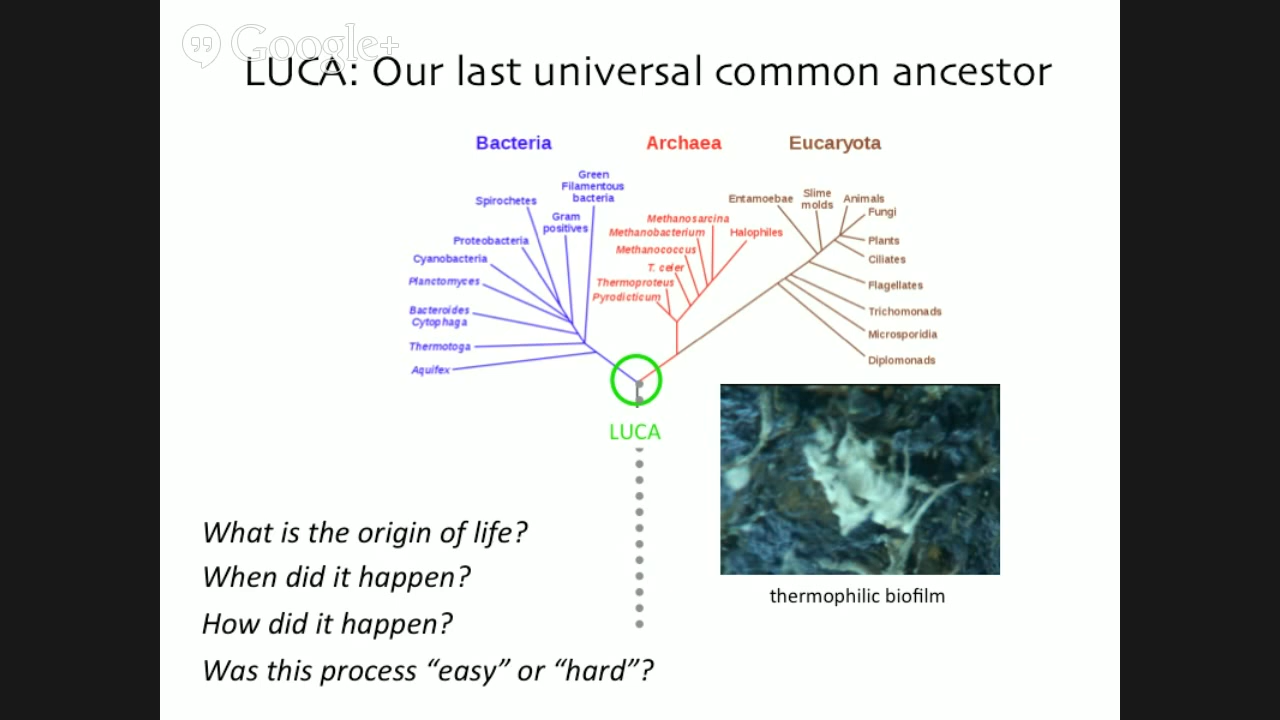 Google+
LUCA: Our last universal common ancestor
Bacteria
Archaea
Eucaryota
Green
Filamentous
bacteria
Spirochetes
Gram
positives
Proteobacteria
Cyanobacteria
Planctomyces
Bacteroides
Cytophaga
Thermotoga
Aquifex
Methanosarcina
Methanobacterium
Halophiles
Methanococcus
T. celer
Thermoproteus
Pyrodicticum
Entamoebae
Slime
molds
Animals
Fungi
Plants
Ciliates
Flagellates
Trichomonads
Microsporidia
Diplomonads
LUCA
thermophilic biofilm
What is the origin of life?
When did it happen?
How did it happen?
Was this process “easy” or “hard”?